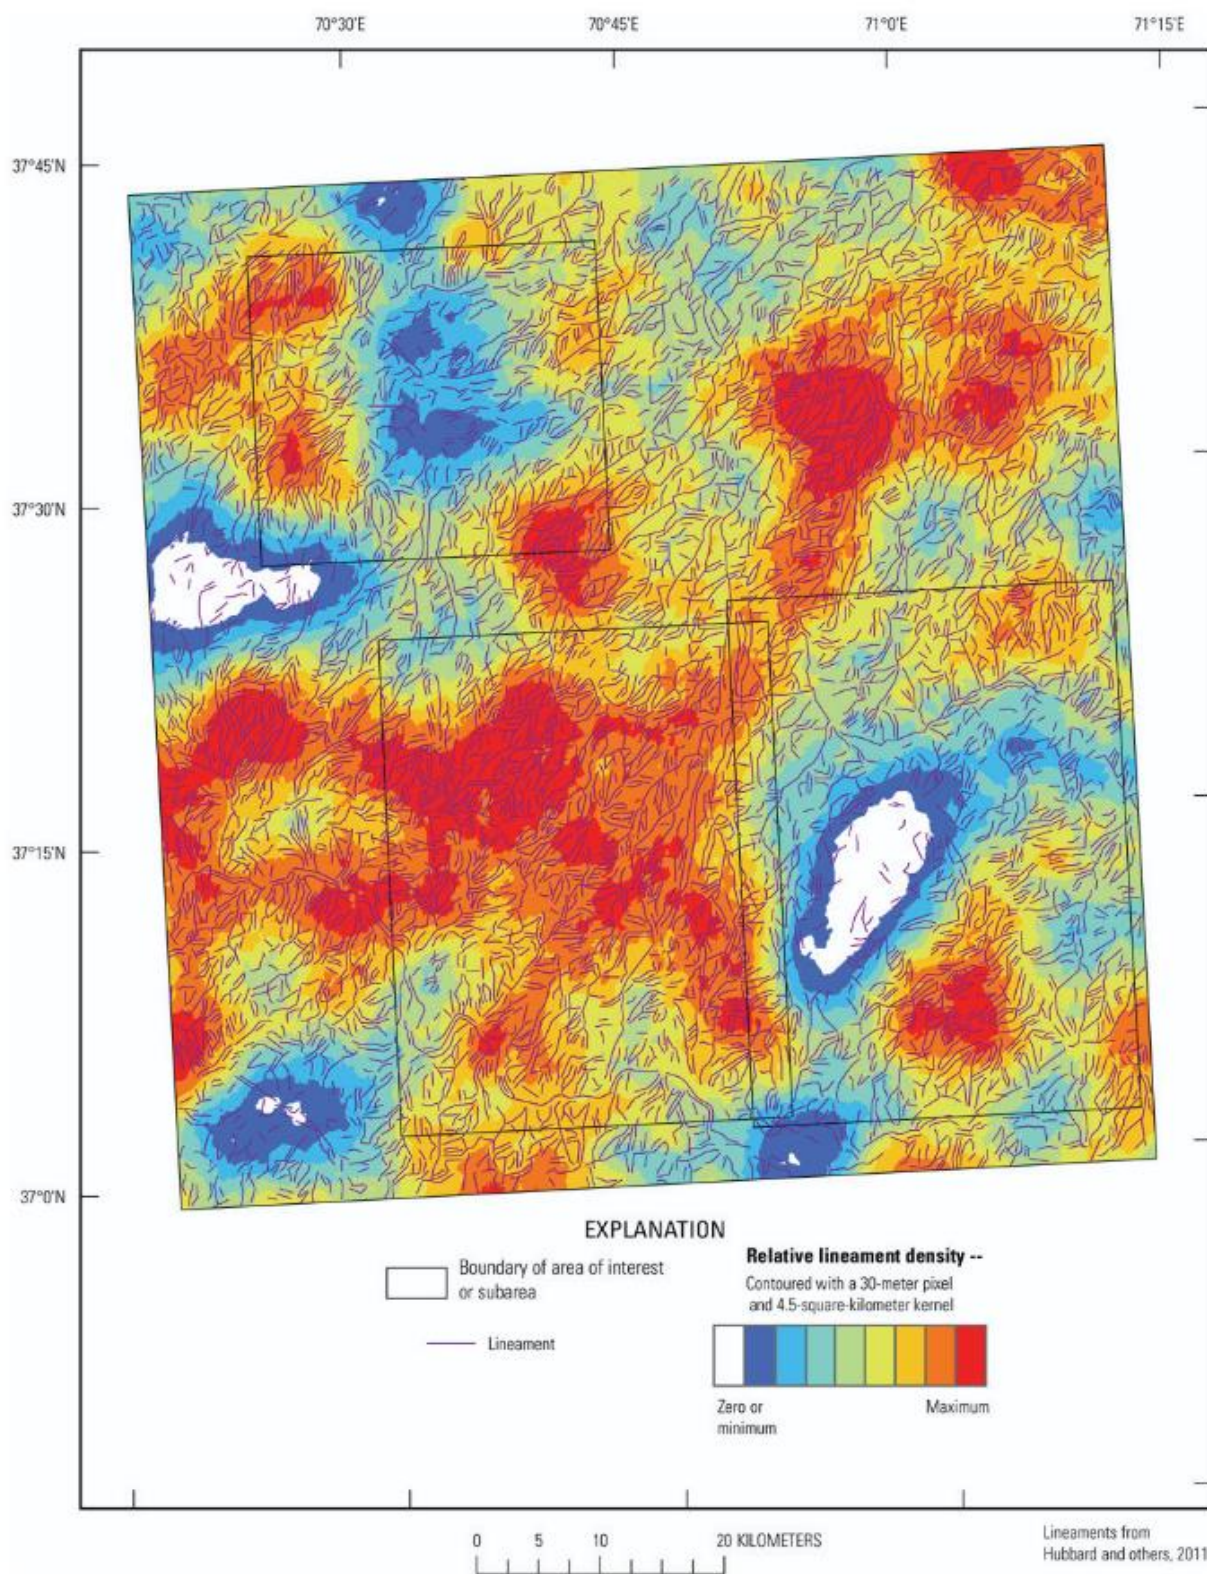 70°30'E 70°45'E 71°0'E 71°15'E
37°45'N
37°30'N
37°15'N
37°0'N
EXPLANATION
Boundary of area of interest
or subarea
Lineament
Relative lineament density --
Contoured with a 30-meter pixel
and 4.5-square-kilometer kernel
Zero or
minimum
Maximum
0 5 10 20 KILOMETERS
Lineaments from
Hubbard and others, 2011